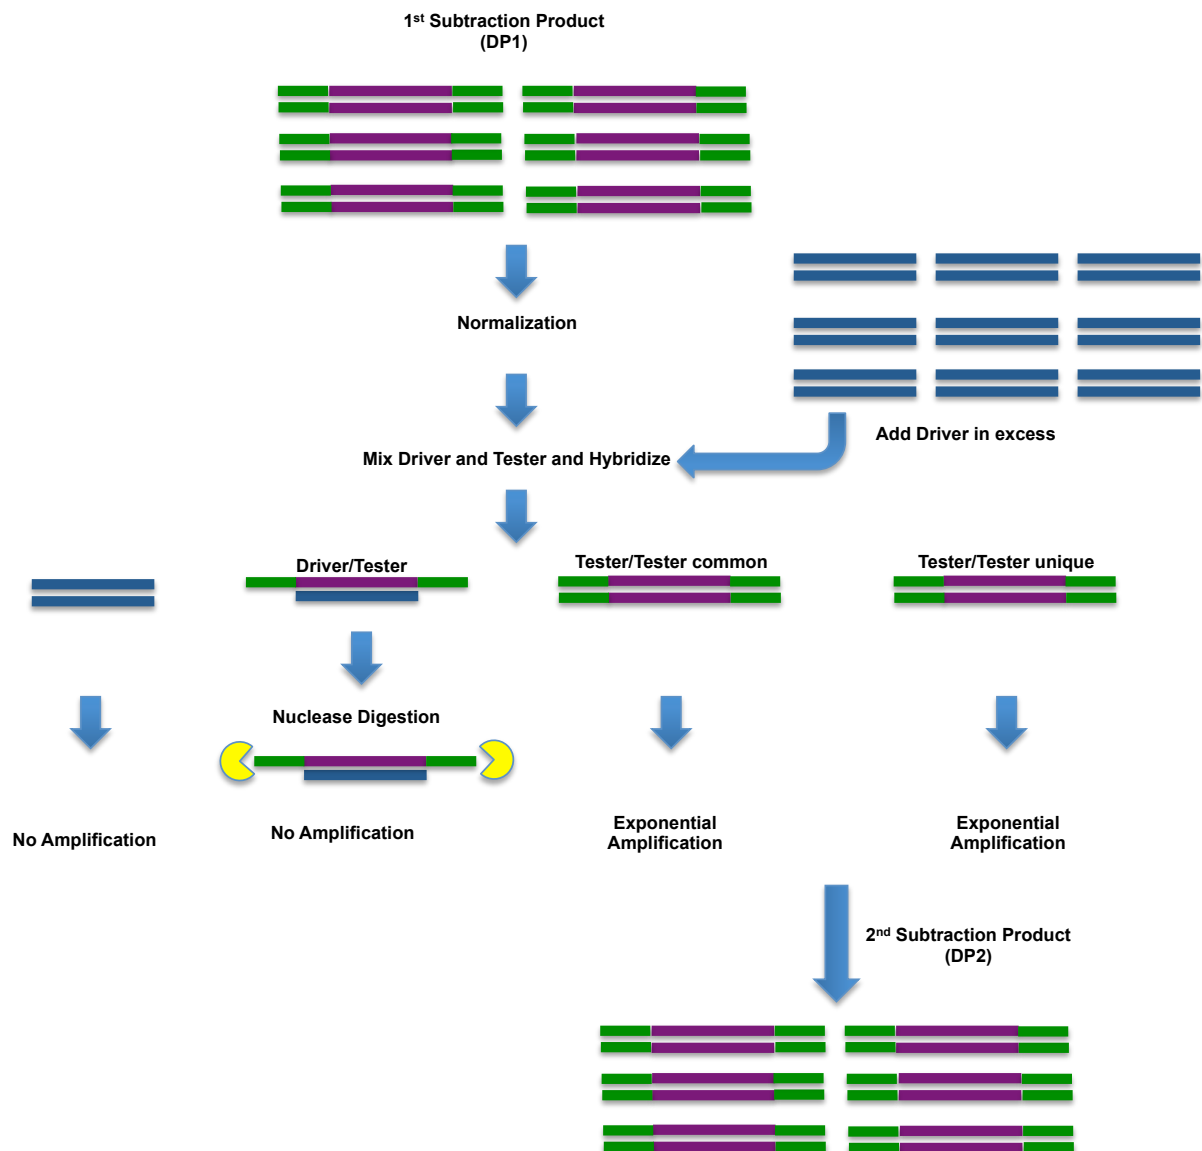 1st Subtraction Product
(DP1)
Normalization
Add Driver in excess
Mix Driver and Tester and Hybridize
Driver/Tester
Tester/Tester common
Tester/Tester unique
Nuclease Digestion
No Amplification
No Amplification
Exponential
Amplification
Exponential
Amplification
2nd Subtraction Product
(DP2)